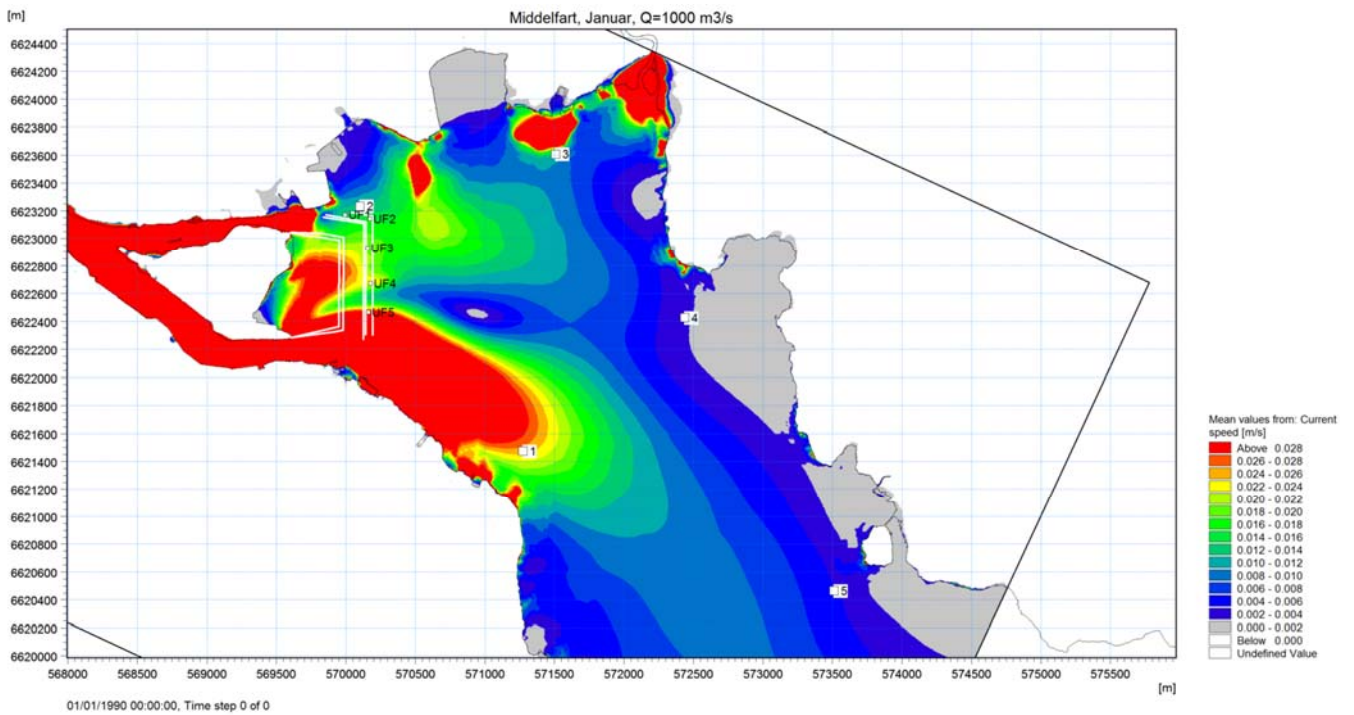 Middelfart, Januar, Q=1000 m3/s
[m]
6624400
6624200
6624000
6623800
6623600
6623400
6623200
6623000
6622800
6622600
6622400
6622200
6622000
6621800
6621600
6621400
6621200
6621000
6620800
6620600
6620400
6620200
6620000
3
2
UF2
UF3
UF4
UF5
4
1
5
568000 568500 569000 569500 570000 570500 571000 571500 572000 572500 573000 573500 574000 574500 575000 575500
[m]
01/01/1990 00:00:00, Time step 0 of 0
Mean values from: Current
speed [m/s]
Above 0.028
0.026 - 0.028
0.024 - 0.026
0.022 - 0.024
0.020 - 0.022
0.018 - 0.020
0.016 - 0.018
0.014 - 0.016
0.012 - 0.014
0.010 - 0.012
0.008 - 0.010
0.006 - 0.008
0.004 - 0.006
0.002 - 0.004
0.000 - 0.002
Below 0.000
Undefined Value